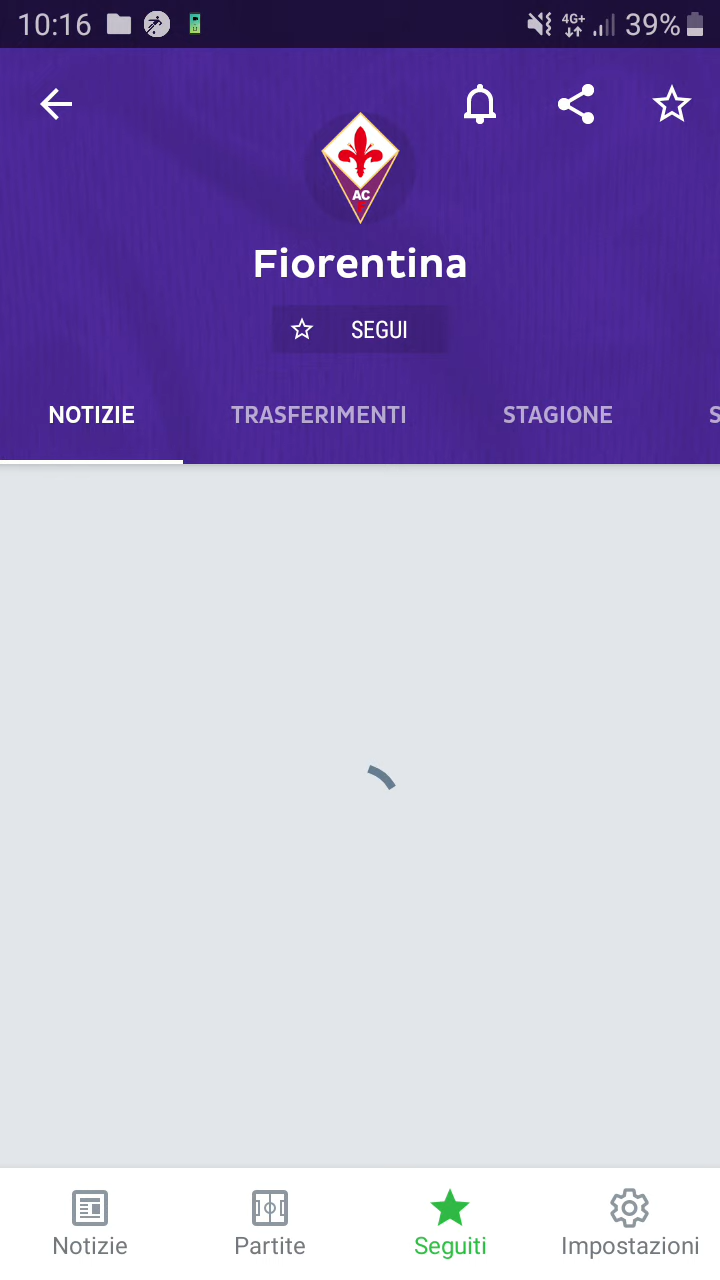 10:16 4G+ 39%
AC
Fiorentina
SEGUI
NOTIZIE TRASFERIMENTI STAGIONE S
Notizie Partite Seguiti Impostazioni